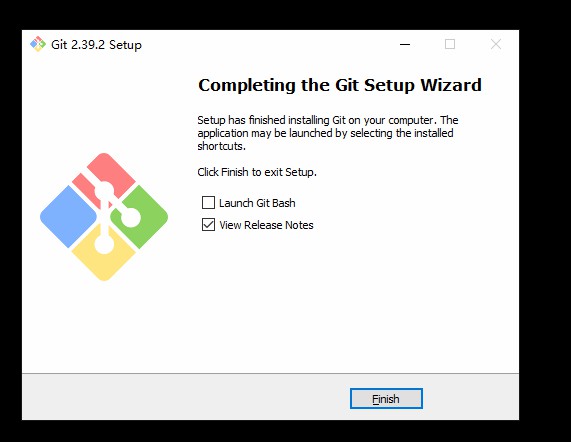 Git 2.39.2 Setup
Completing the Git Setup Wizard
Setup has finished installing Git on your computer. The
application may be launched by selecting the installed
shortcuts.
Click Finish to exit Setup.
Launch Git Bash
View Release Notes
Finish